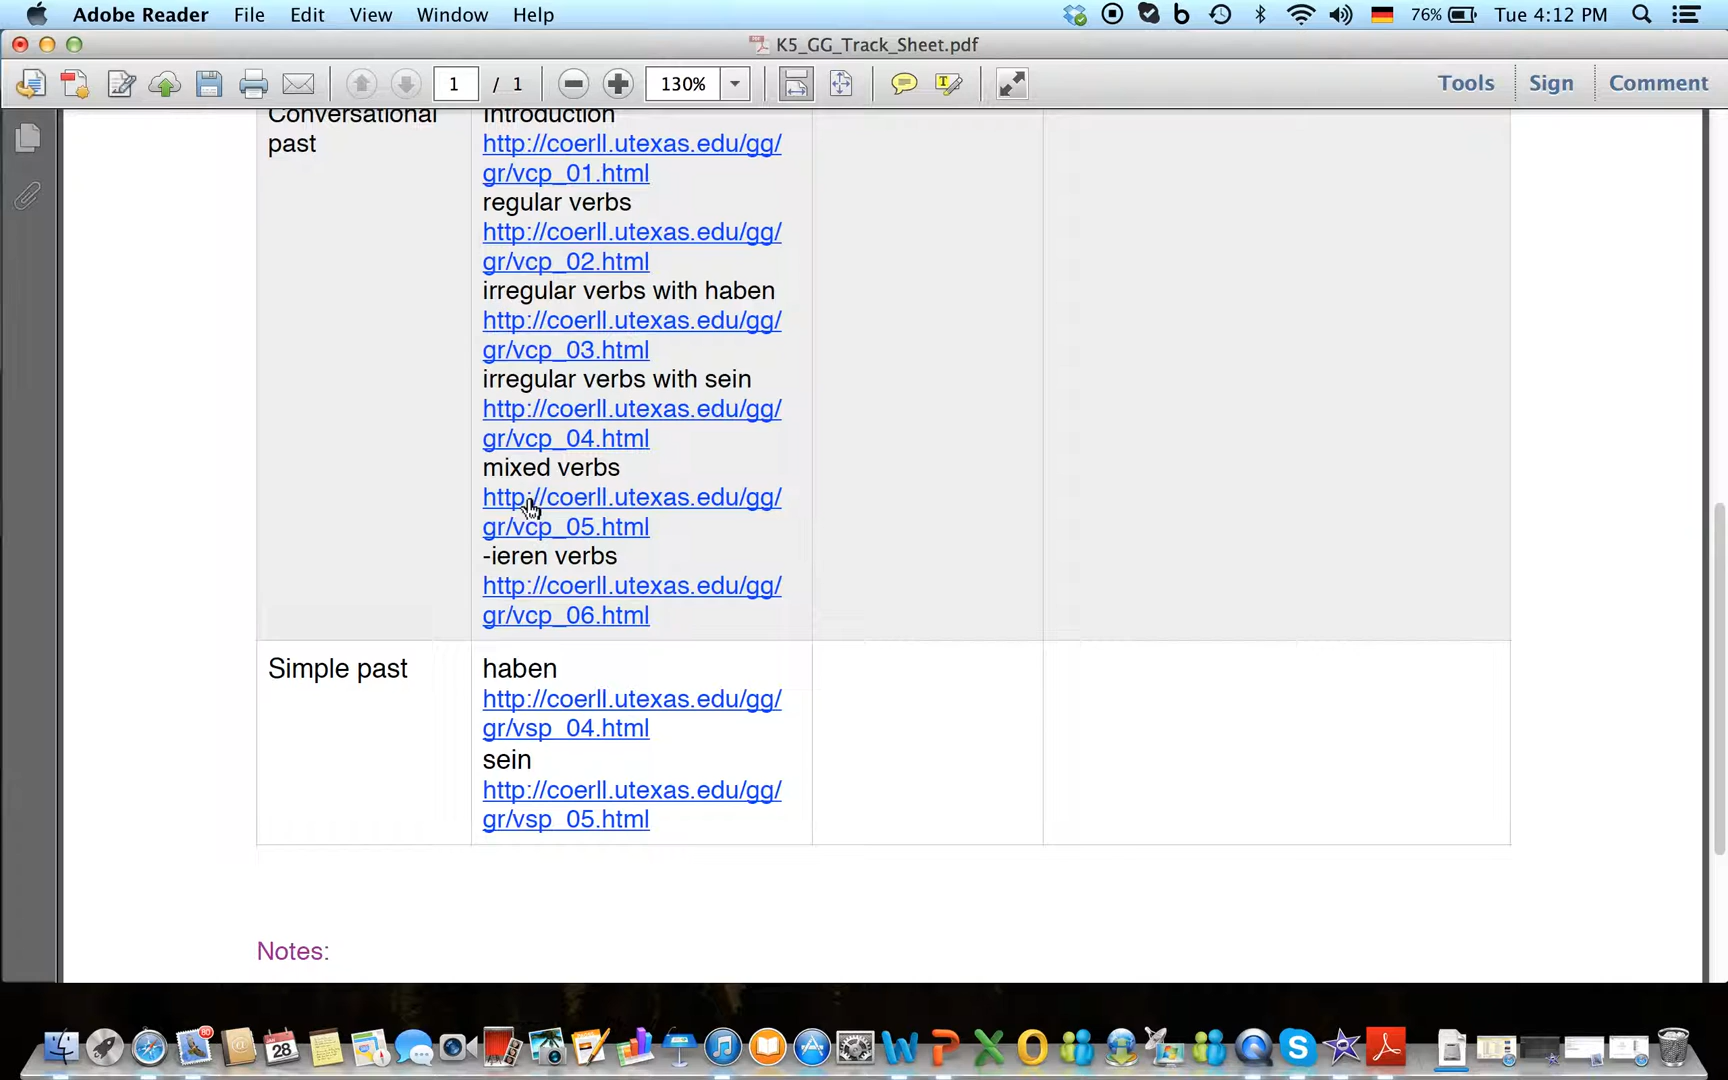 Adobe Reader File Edit View Window Help 76% Tue 4:12 PM
K5_GG_Track_Sheet.pdf
1 / 1 130% Tools Sign Comment
Conversational
past
Introduction
http://coerll.utexas.edu/gg/
gr/vcp_01.html
regular verbs
http://coerll.utexas.edu/gg/
gr/vcp_02.html
irregular verbs with haben
http://coerll.utexas.edu/gg/
gr/vcp_03.html
irregular verbs with sein
http://coerll.utexas.edu/gg/
gr/vcp_04.html
mixed verbs
http://coerll.utexas.edu/gg/
gr/vcp_05.html
-ieren verbs
http://coerll.utexas.edu/gg/
gr/vcp_06.html
Simple past
haben
http://coerll.utexas.edu/gg/
gr/vsp_04.html
sein
http://coerll.utexas.edu/gg/
gr/vsp_05.html
Notes:
80
28